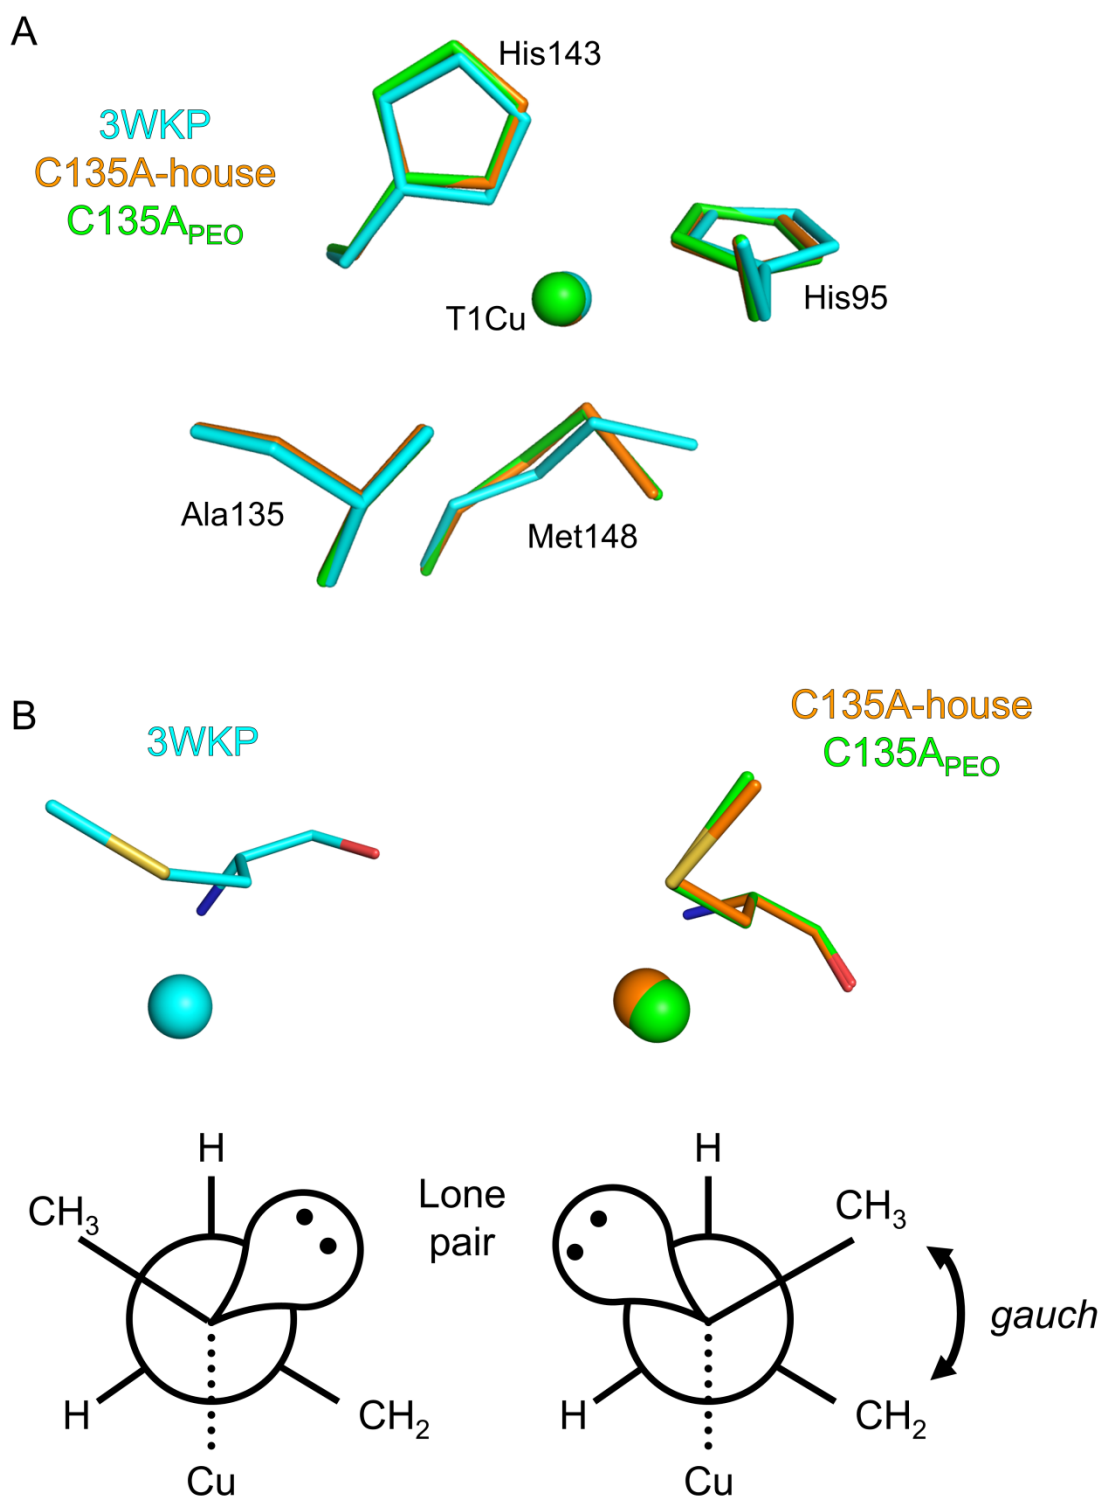 A
His143
3WKP
C135A-house
C135APEO
His95
T1Cu
Ala135
Met148
B
3WKP
C135A-house
C135APEO
H
H
CH3
Lone
pair
CH3
gauch
H
CH2
H
CH2
Cu
Cu